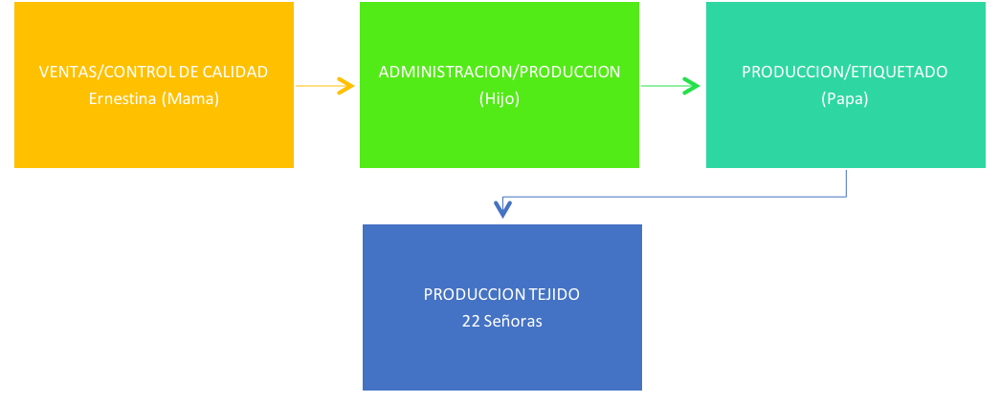 VENTAS/CONTROL DE CALIDAD
Ernestina (Mama)
ADMINISTRACION/PRODUCCION
(Hijo)
PRODUCCION/ETIQUETADO
(Papa)
PRODUCCION TEJIDO
22 Señoras